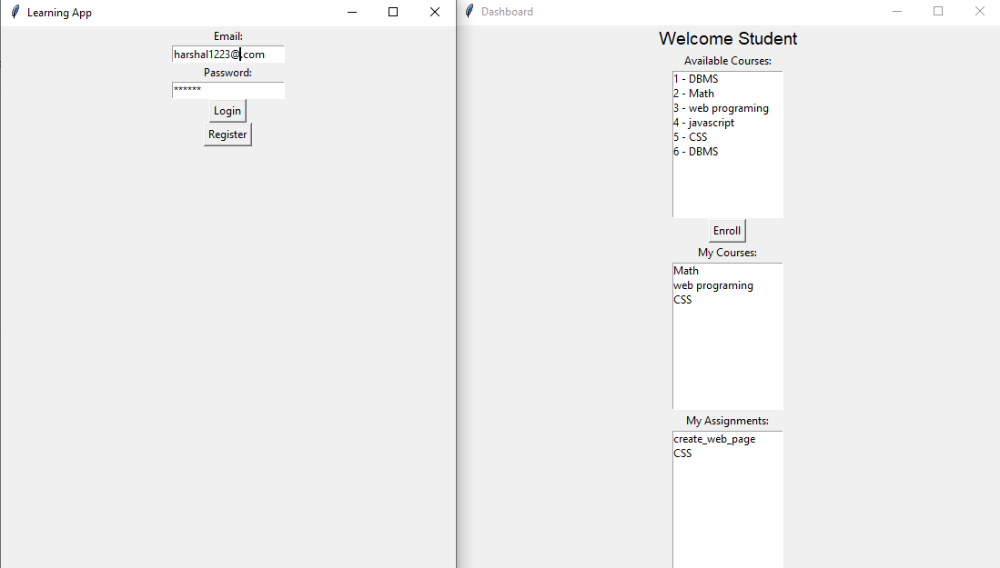 Learning App
Email:
harshal1223@.com
Password:
******
Login
Register
Dashboard
Welcome Student
Available Courses:
1 - DBMS
2 - Math
3 - web programing
4 - javascript
5 - CSS
6 - DBMS
Enroll
My Courses:
Math
web programing
CSS
My Assignments:
create_web_page
CSS